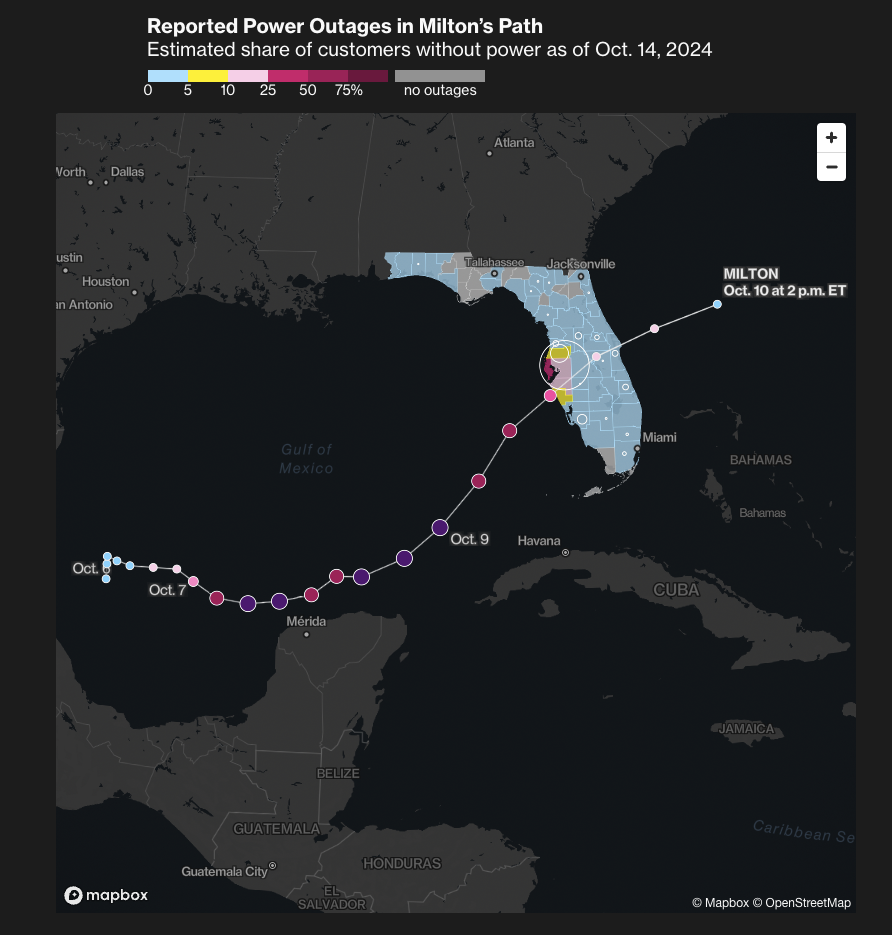 Reported Power Outages in Milton's Path
Estimated share of customers without power as of Oct. 14, 2024
0 5 10 25 50 75% no outages
+
−
Atlanta
Worth Dallas
ustin
Tallahassee Jacksonville
Houston
n Antonio
MILTON
Oct. 10 at 2 p.m. ET
Miami
Gulf of
Mexico
BAHAMAS
Bahamas
Oct. 9
Havana
Oct.
Oct. 7
CUBA
Mérida
JAMAICA
BELIZE
GUATEMALA
Caribbean Se
HONDURAS
Guatemala City
EL
SALVADOR
mapbox
© Mapbox © OpenStreetMap